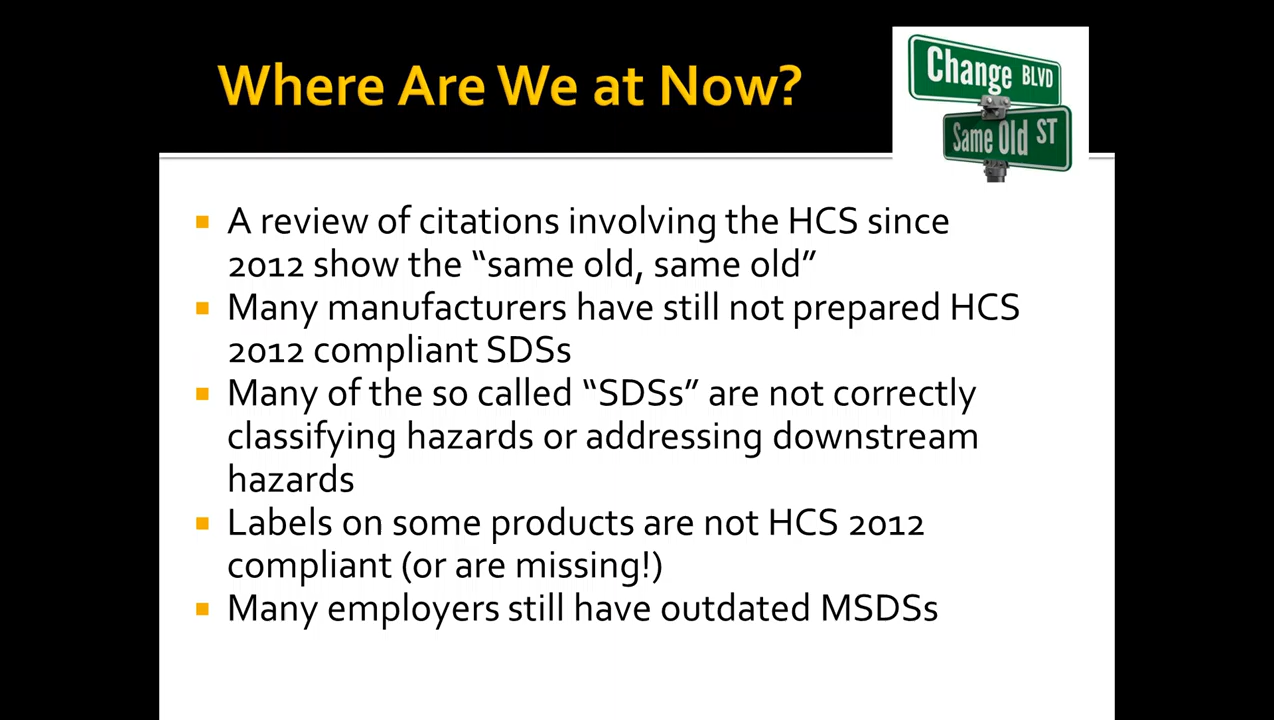 Where Are We at Now?
Change BLVD
Same Old ST
A review of citations involving the HCS since
2012 show the “same old, same old”
Many manufacturers have still not prepared HCS
2012 compliant SDSs
Many of the so called “SDSs” are not correctly
classifying hazards or addressing downstream
hazards
Labels on some products are not HCS 2012
compliant (or are missing!)
Many employers still have outdated MSDSs